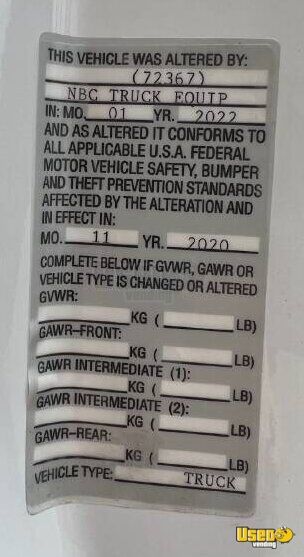 THIS VEHICLE WAS ALTERED BY:
(72367)
NBC TRUCK EQUIP
IN: MO. 01 YR. 2022
AND AS ALTERED IT CONFORMS TO
ALL APPLICABLE U.S.A. FEDERAL
MOTOR VEHICLE SAFETY, BUMPER
AND THEFT PREVENTION STANDARDS
AFFECTED BY THE ALTERATION AND
IN EFFECT IN:
MO. 11 YR. 2020
COMPLETE BELOW IF GVWR, GAWR OR
VEHICLE TYPE IS CHANGED OR ALTERED
GVWR:
KG ( LB)
GAWR-FRONT:
KG ( LB)
GAWR INTERMEDIATE (1):
KG ( LB)
GAWR INTERMEDIATE (2):
KG ( LB)
GAWR-REAR:
KG ( LB)
VEHICLE TYPE: TRUCK
Used
vending